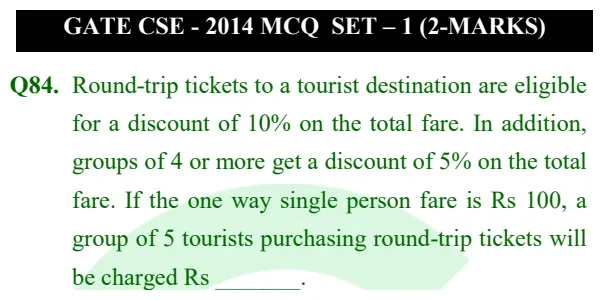 GATE CSE - 2014 MCQ SET – 1 (2-MARKS)
Q84. Round-trip tickets to a tourist destination are eligible
for a discount of 10% on the total fare. In addition,
groups of 4 or more get a discount of 5% on the total
fare. If the one way single person fare is Rs 100, a
group of 5 tourists purchasing round-trip tickets will
be charged Rs _______.